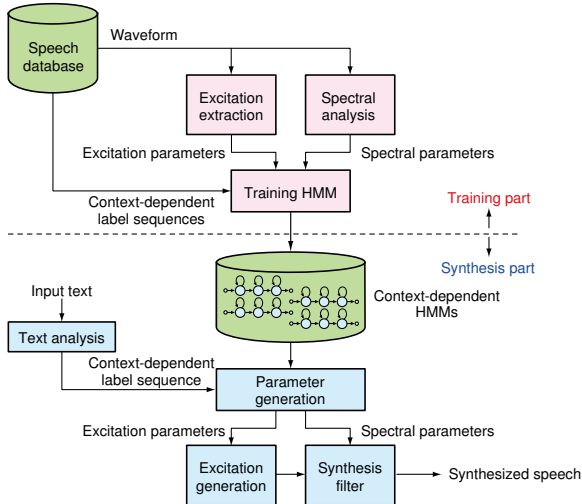 Waveform
Speech
database
Excitation
extraction
Spectral
analysis
Excitation parameters
Spectral parameters
Training HMM
Context-dependent
label sequences
Training part
Synthesis part
Context-dependent
HMMs
Input text
Text analysis
Context-dependent
label sequence
Parameter
generation
Excitation parameters
Spectral parameters
Excitation
generation
Synthesis
filter
Synthesized speech